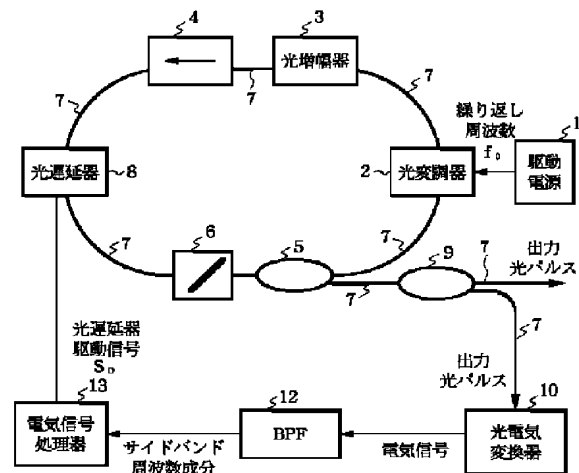 4
3
光増幅器
7
7
7
繰り返し
周波数
f₀
1
駆動
電源
光遅延器
8
2
光変調器
7
6
5
7
7
9
7
出力
光パルス
7
光遅延器
駆動信号
S₀
出力
光パルス
13
電気信号
処理器
サイドバンド
周波数成分
12
BPF
電気信号
10
光電気
変換器